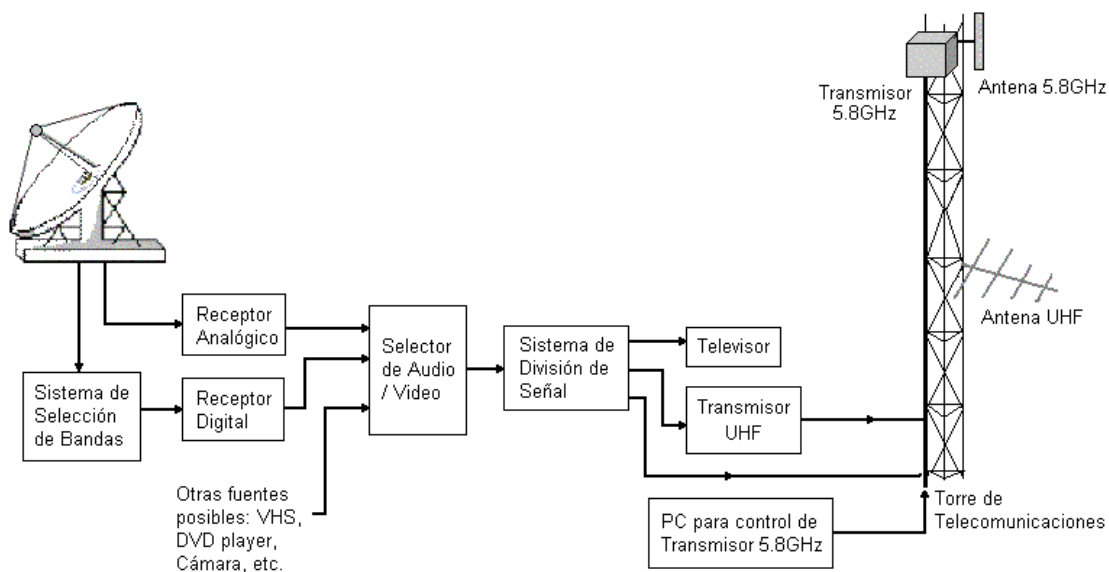 Transmisor
5.8GHz
Antena 5.8GHz
Antena UHF
Receptor
Analógico
Sistema de
Selección
de Bandas
Receptor
Digital
Selector
de Audio
/ Video
Sistema de
División de
Señal
Televisor
Transmisor
UHF
Otras fuentes
posibles: VHS,
DVD player,
Cámara, etc.
PC para control de
Transmisor 5.8GHz
Torre de
Telecomunicaciones